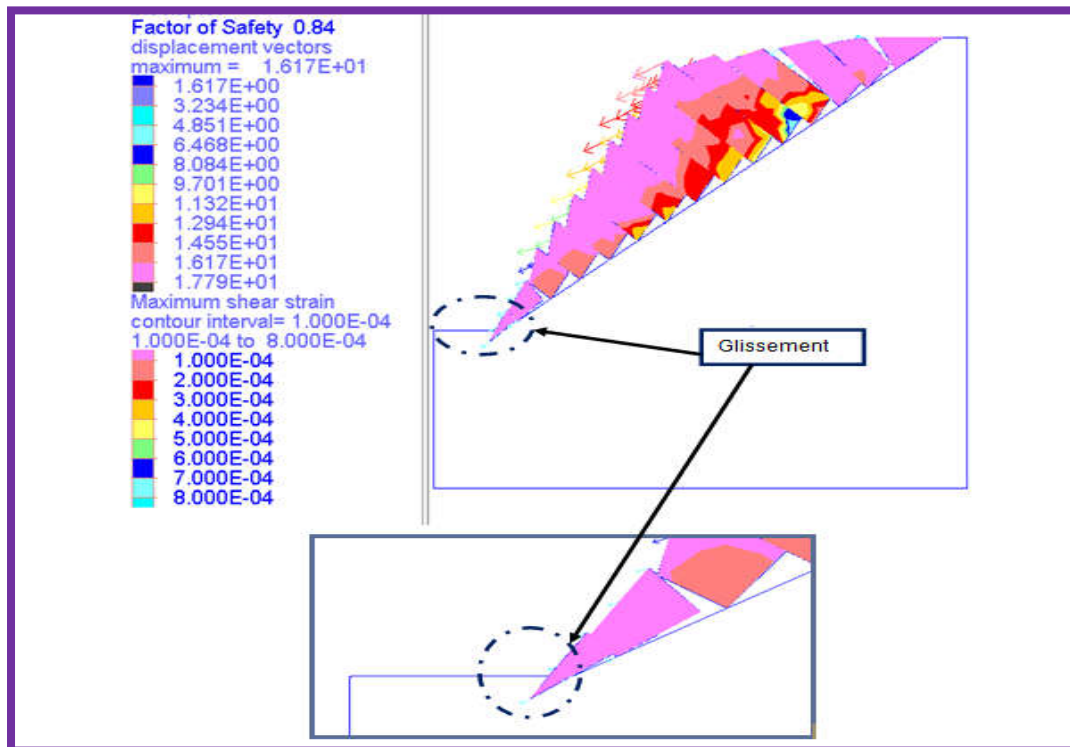 Factor of Safety 0.84
displacement vectors
maximum = 1.617E+01
1.617E+00
3.234E+00
4.851E+00
6.468E+00
8.084E+00
9.701E+00
1.132E+01
1.294E+01
1.455E+01
1.617E+01
1.779E+01
Maximum shear strain
contour interval= 1.000E-04
1.000E-04 to 8.000E-04
1.000E-04
2.000E-04
3.000E-04
4.000E-04
5.000E-04
6.000E-04
7.000E-04
8.000E-04
Glissement